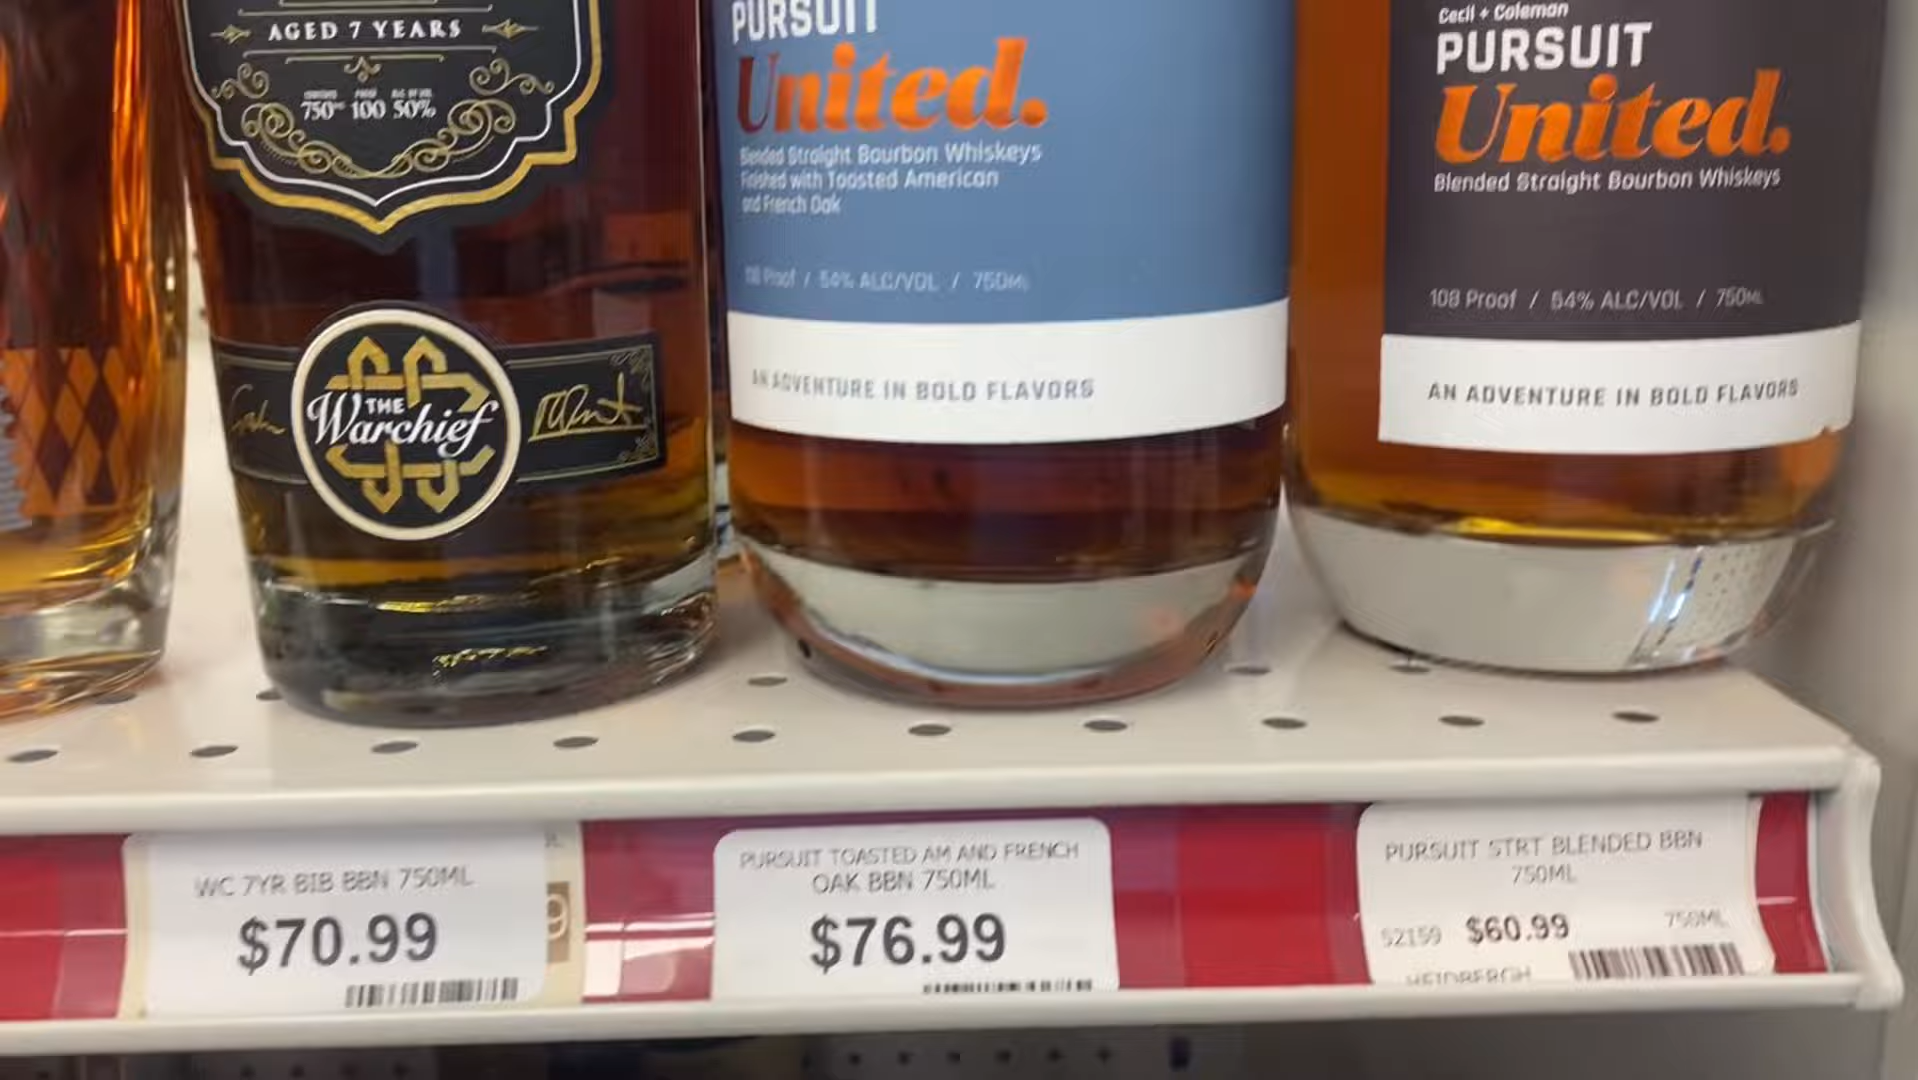 AGED 7 YEARS
750ML 100 50%
THE
Warchief
PURSUIT
United.
Blended Straight Bourbon Whiskeys
Finished with Toasted American
and French Oak
108 Proof / 54% ALC/VOL / 750ML
AN ADVENTURE IN BOLD FLAVORS
Cecil + Coleman
PURSUIT
United.
Blended Straight Bourbon Whiskeys
108 Proof / 54% ALC/VOL / 750ML
AN ADVENTURE IN BOLD FLAVORS
WC 7YR BIB BBN 750ML
$70.99
9
PURSUIT TOASTED AM AND FRENCH
OAK BBN 750ML
$76.99
PURSUIT STRT BLENDED BBN
750ML
52159 $60.99 750ML